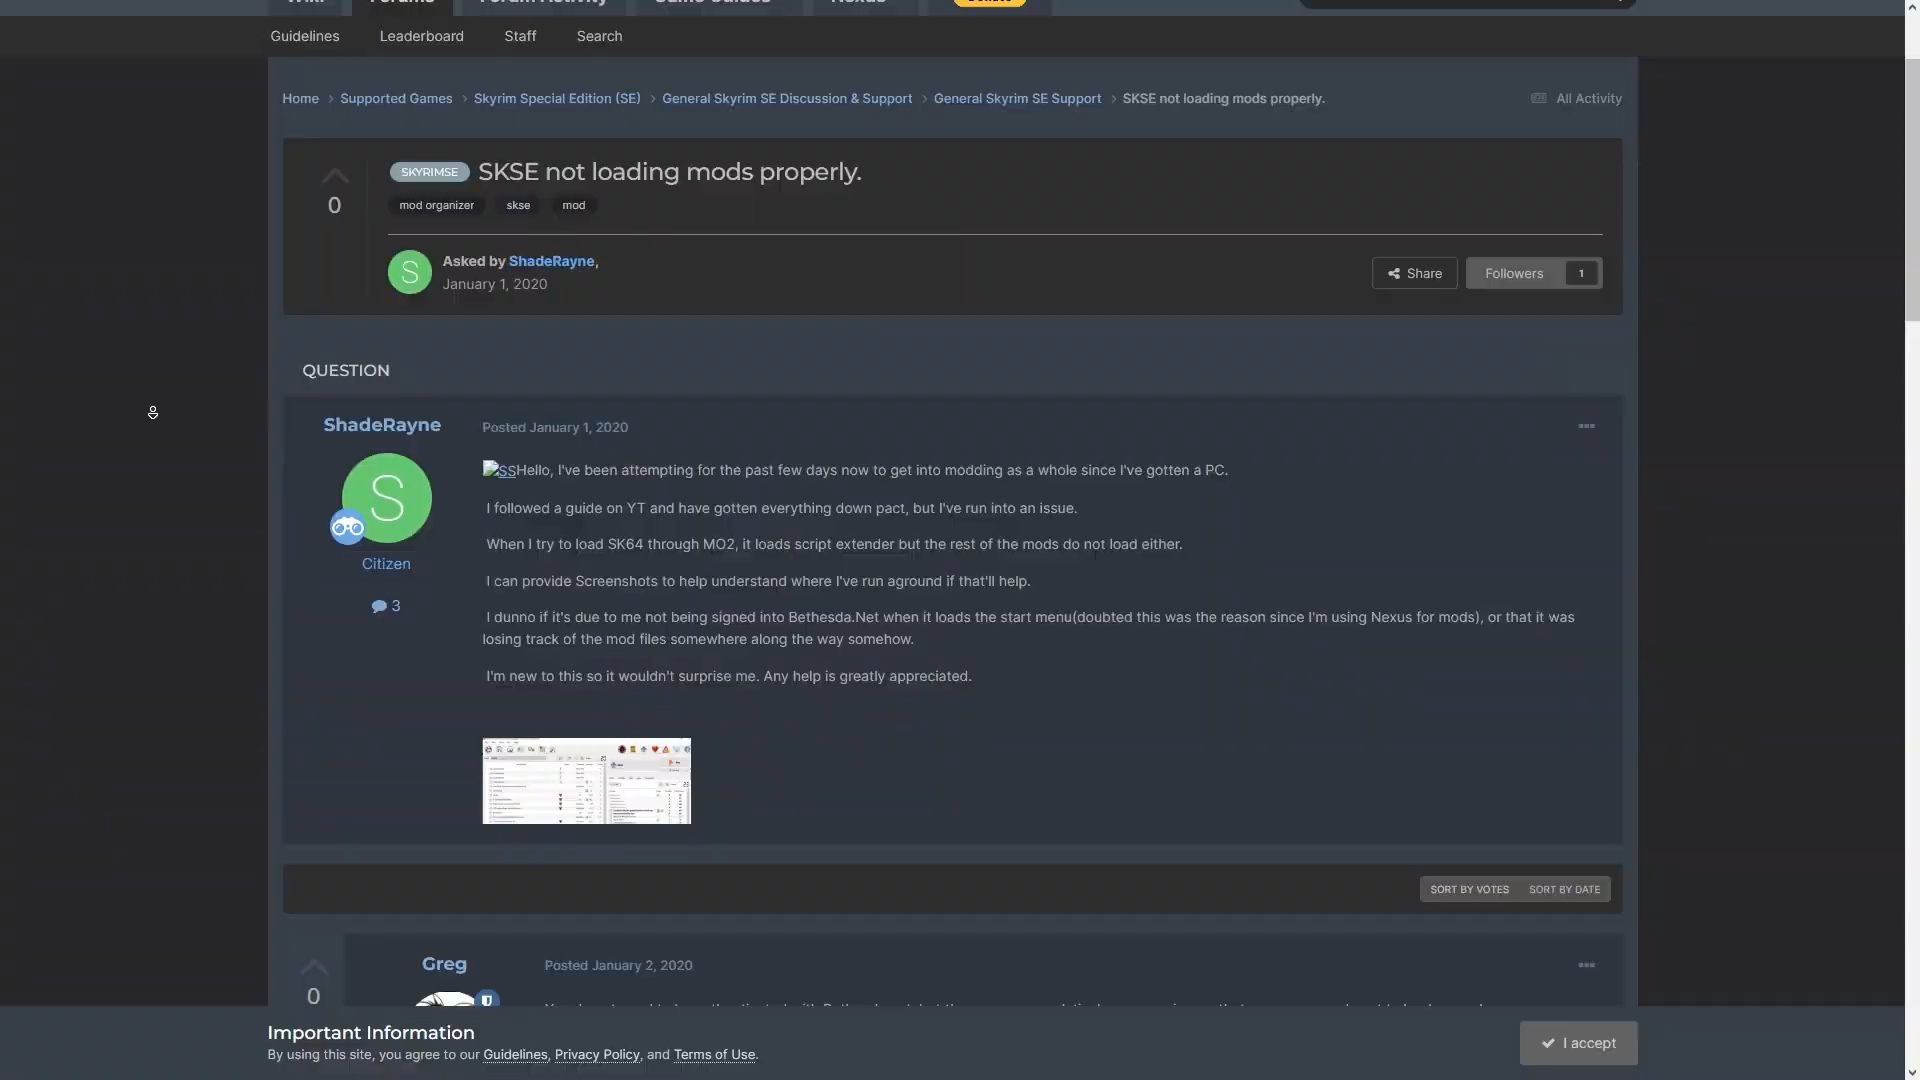 Guidelines Leaderboard Staff Search
Home > Supported Games > Skyrim Special Edition (SE) > General Skyrim SE Discussion & Support > General Skyrim SE Support > SKSE not loading mods properly. All Activity
SKYRIMSE SKSE not loading mods properly.
0
mod organizer skse mod
S
Asked by ShadeRayne,
January 1, 2020
Share Followers 1
QUESTION
ShadeRayne
Posted January 1, 2020
S
Citizen
3
SSHello, I've been attempting for the past few days now to get into modding as a whole since I've gotten a PC.
I followed a guide on YT and have gotten everything down pact, but I've run into an issue.
When I try to load SK64 through MO2, it loads script extender but the rest of the mods do not load either.
I can provide Screenshots to help understand where I've run aground if that'll help.
I dunno if it's due to me not being signed into Bethesda.Net when it loads the start menu(doubted this was the reason since I'm using Nexus for mods), or that it was
losing track of the mod files somewhere along the way somehow.
I'm new to this so it wouldn't surprise me. Any help is greatly appreciated.
SORT BY VOTES SORT BY DATE
0
Greg
Posted January 2, 2020
Important Information
By using this site, you agree to our Guidelines, Privacy Policy, and Terms of Use.
I accept